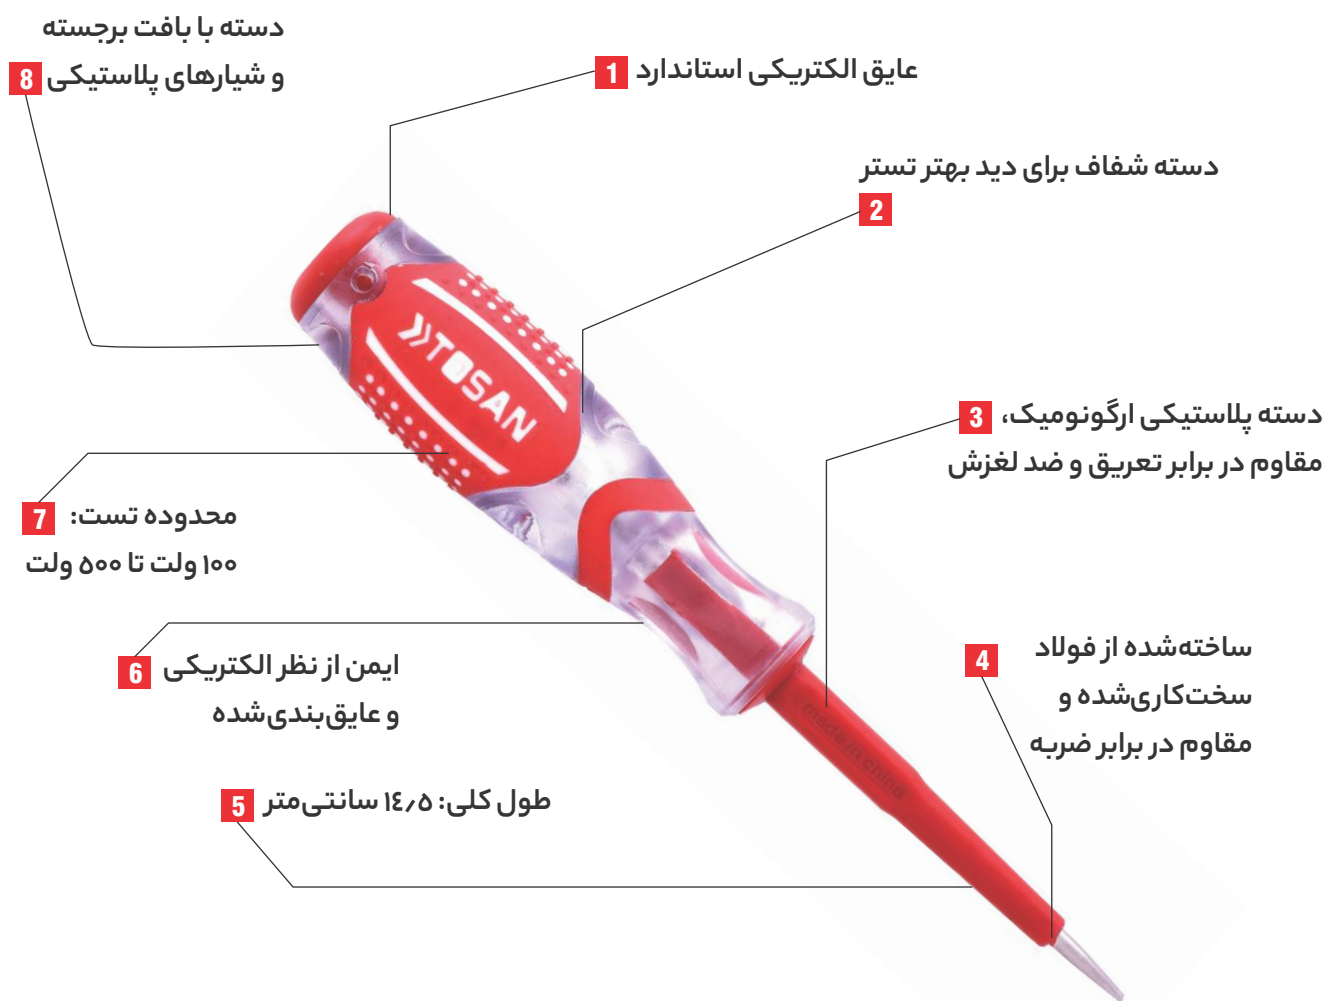 دسته با بافت برجسته
و شیارهای پلاستیکی
8
1
عایق الکتریکی استاندارد
دسته شفاف برای دید بهتر تستر
2
دسته پلاستیکی ارگونومیک،
3
مقاوم در برابر تعریق و ضد لغزش
ساخته‌شده از فولاد
4
سخت‌کاری‌شده و
مقاوم در برابر ضربه
طول کلی: ۱٤٫۵ سانتی‌متر
5
ایمن از نظر الکتریکی
6
و عایق‌بندی‌شده
محدوده تست:
7
۱۰۰ ولت تا ۵۰۰ ولت
TOSAN
made in china